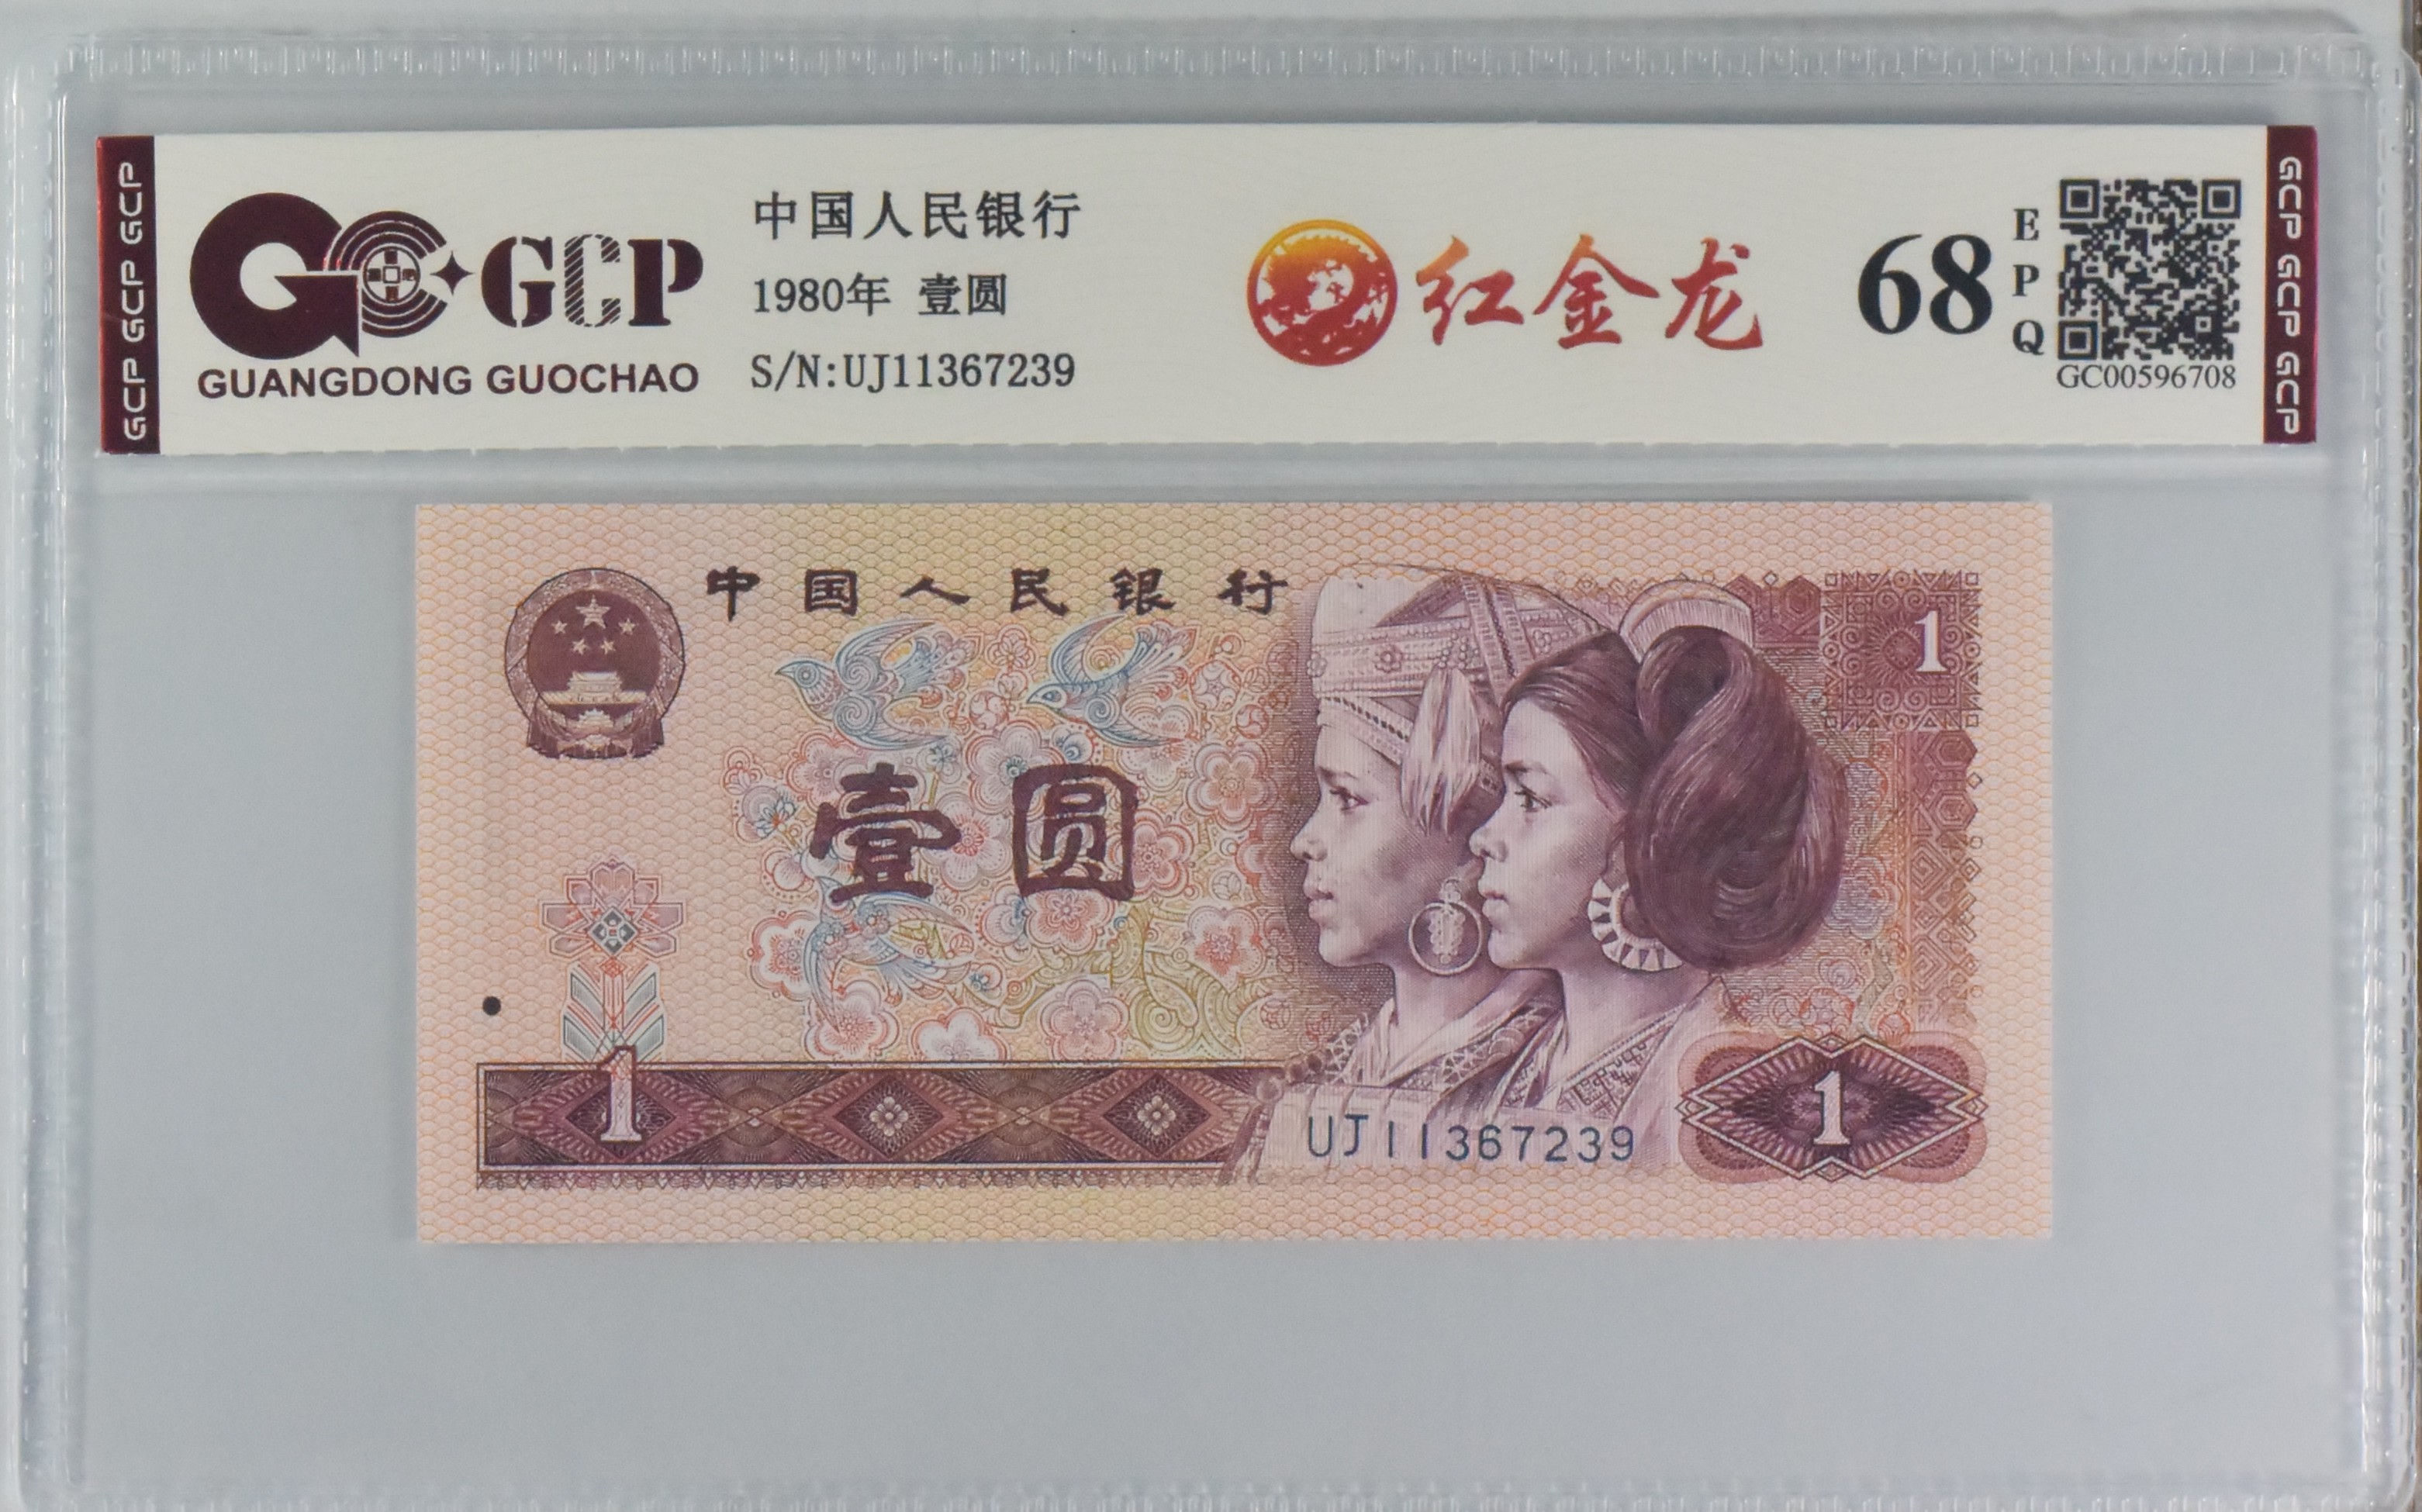 GCP GCP GCP
GCP
GUANGDONG GUOCHAO
中国人民银行
1980年 壹圆
S/N:UJ11367239
红金龙
68
EPQ
GC00596708
GCP GCP GCP
中国人民银行
1
壹圆
1
UJ11367239
1